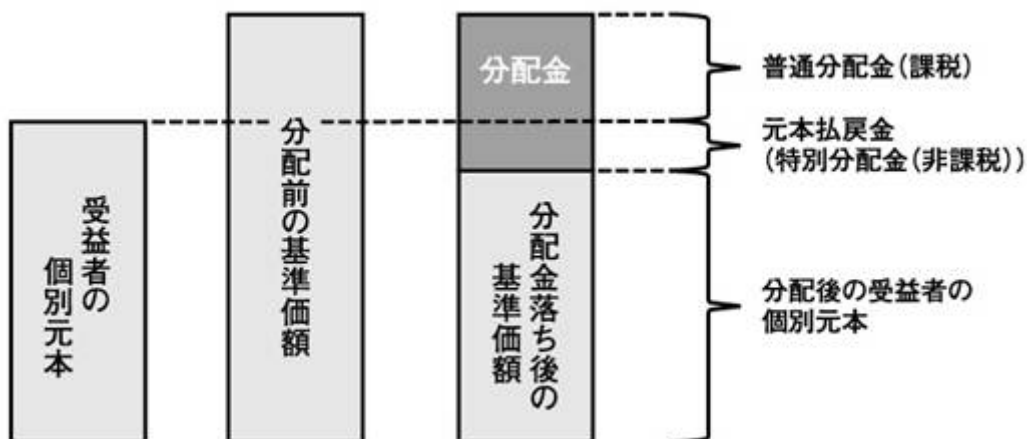 受益者の
個別元本
分配前の基準価額
分配金
分配金落ち後の
基準価額
普通分配金(課税)
元本払戻金
(特別分配金(非課税))
分配後の受益者の
個別元本